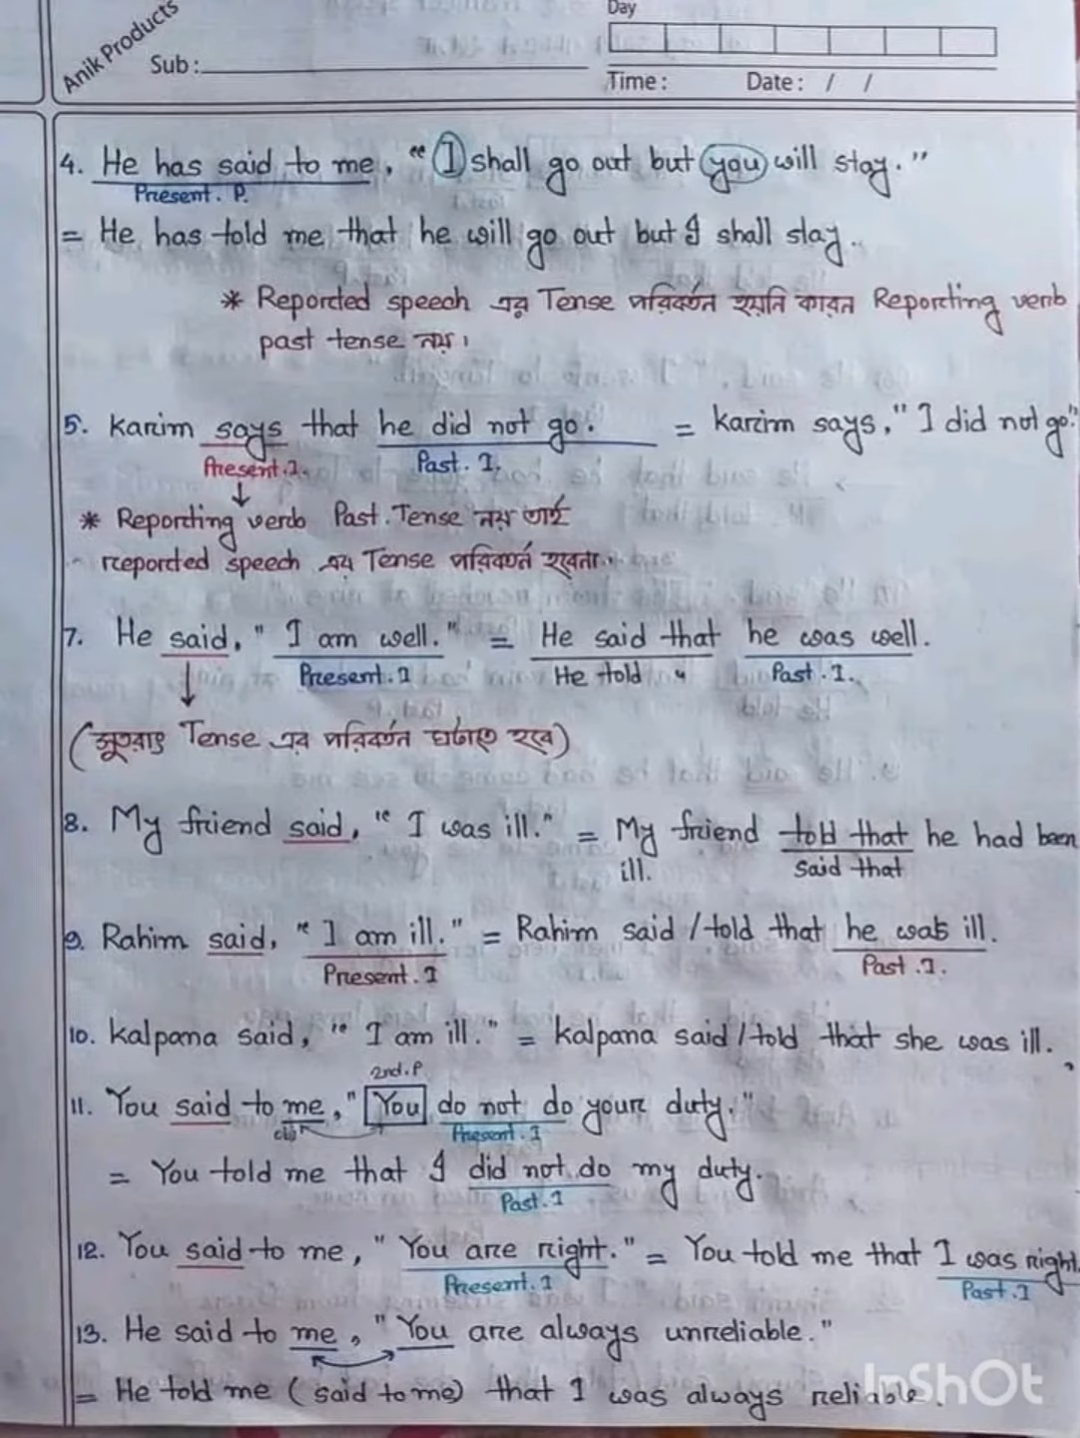 Anik Products
Day
Sub :
Time :    Date :   /   /
4. He has said to me, "I shall go out but you will stay."
Present. P.
= He has told me that he will go out but I shall stay.
* Reported speech এর Tense পরিবর্তন হয়নি কারন Reporting verb
past tense নয়।
5. Karim says that he did not go. = Karim says, "I did not go."
Present.I. Past. I.
* Reporting verb Past. Tense নয় তাই
reported speech এর Tense পরিবর্তন হবেনা
7. He said, "I am well." = He said that he was well.
Present. I He told " Past. I.
(সুতরাং Tense এর পরিবর্তন ঘটাতে হবে)
8. My friend said, "I was ill." = My friend told that he had been
ill. Said that
9. Rahim said, "I am ill." = Rahim said / told that he was ill.
Present. I Past. I.
10. Kalpana said, "I am ill." = Kalpana said / told that she was ill.
2nd. P
11. You said to me, "You do not do your duty."
Present. I
= You told me that I did not do my duty.
Past. I
12. You said to me, "You are right." = You told me that I was right.
Present. I Past. I
13. He said to me, "You are always unreliable."
= He told me (said to me) that I was always reliable.
InShOt